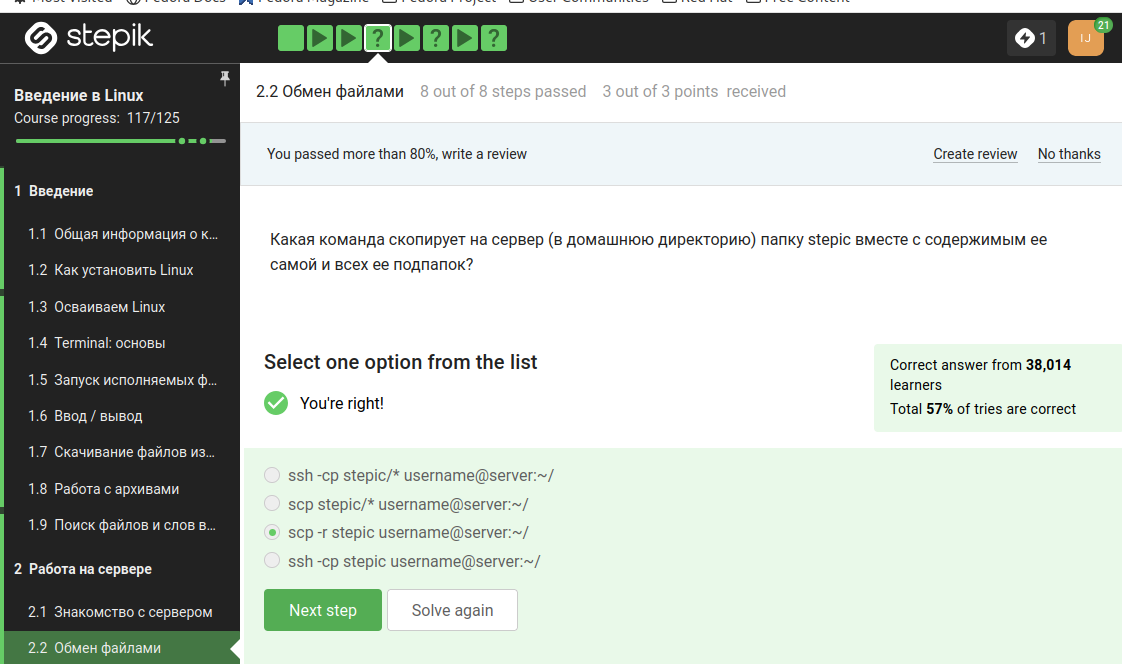 Most Visited Fedora Docs Fedora Magazine Fedora Project User Communities Red Hat Free Content
stepik
? ? ?
1
IJ
21
Введение в Linux
Course progress: 117/125
1 Введение
1.1 Общая информация о к...
1.2 Как установить Linux
1.3 Осваиваем Linux
1.4 Terminal: основы
1.5 Запуск исполняемых ф...
1.6 Ввод / вывод
1.7 Скачивание файлов из...
1.8 Работа с архивами
1.9 Поиск файлов и слов в...
2 Работа на сервере
2.1 Знакомство с сервером
2.2 Обмен файлами
2.2 Обмен файлами 8 out of 8 steps passed 3 out of 3 points received
You passed more than 80%, write a review Create review No thanks
Какая команда скопирует на сервер (в домашнюю директорию) папку stepic вместе с содержимым ее
самой и всех ее подпапок?
Select one option from the list
You're right!
Correct answer from 38,014
learners
Total 57% of tries are correct
ssh -cp stepic/* username@server:~/
scp stepic/* username@server:~/
scp -r stepic username@server:~/
ssh -cp stepic username@server:~/
Next step Solve again